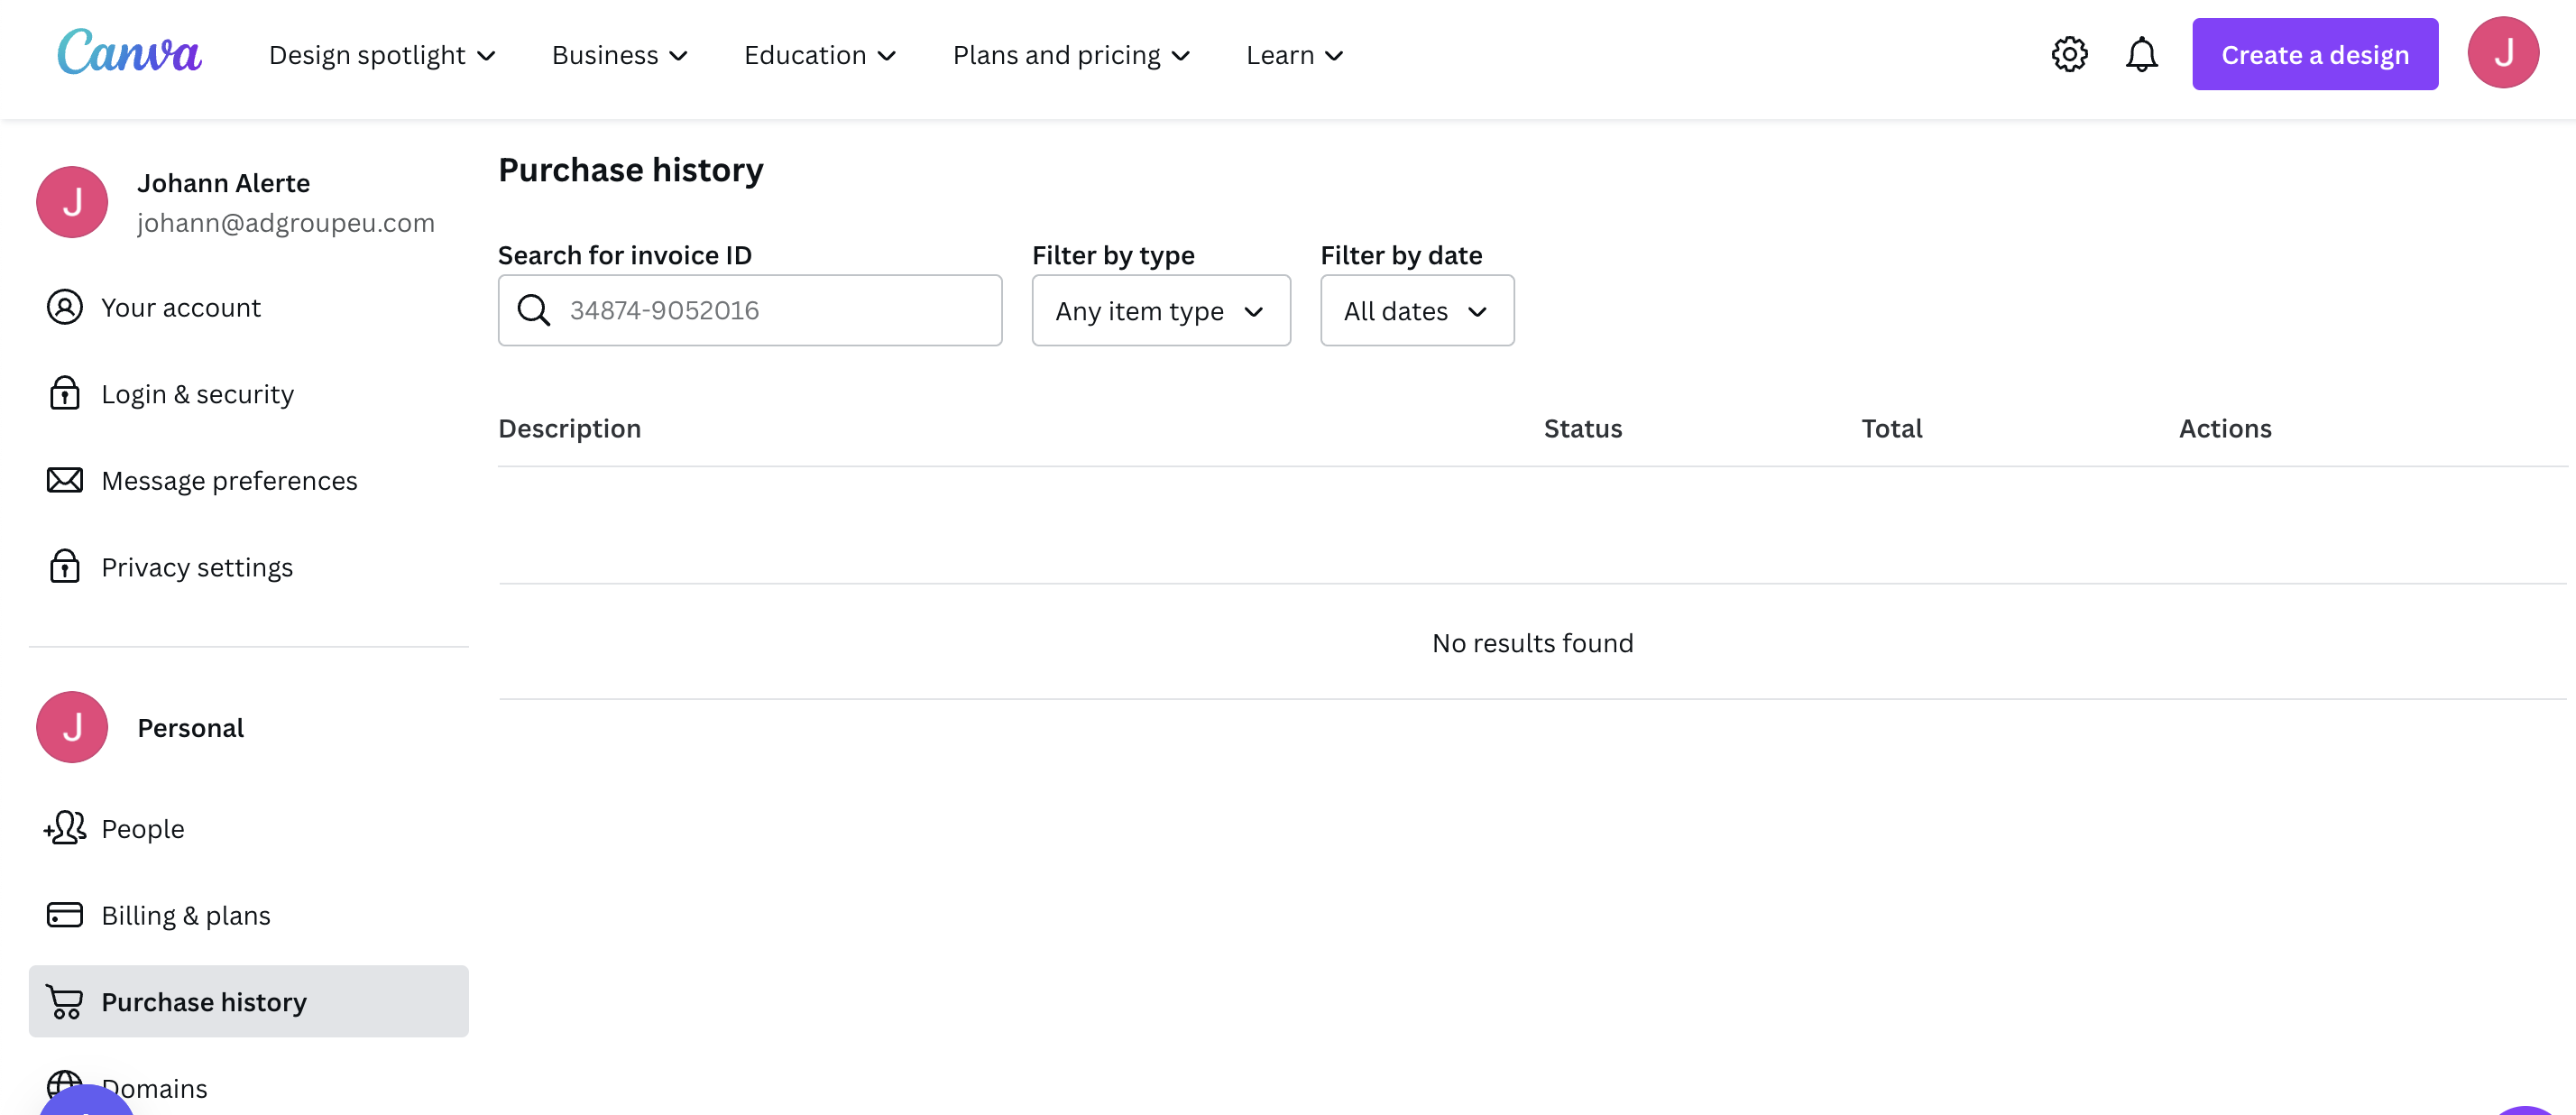 Canva
Design spotlight
Business
Education
Plans and pricing
Learn
Create a design
J
J
Johann Alerte
johann@adgroupeu.com
Your account
Login & security
Message preferences
Privacy settings
J
Personal
People
Billing & plans
Purchase history
Domains
Purchase history
Search for invoice ID
34874-9052016
Filter by type
Any item type
Filter by date
All dates
Description
Status
Total
Actions
No results found